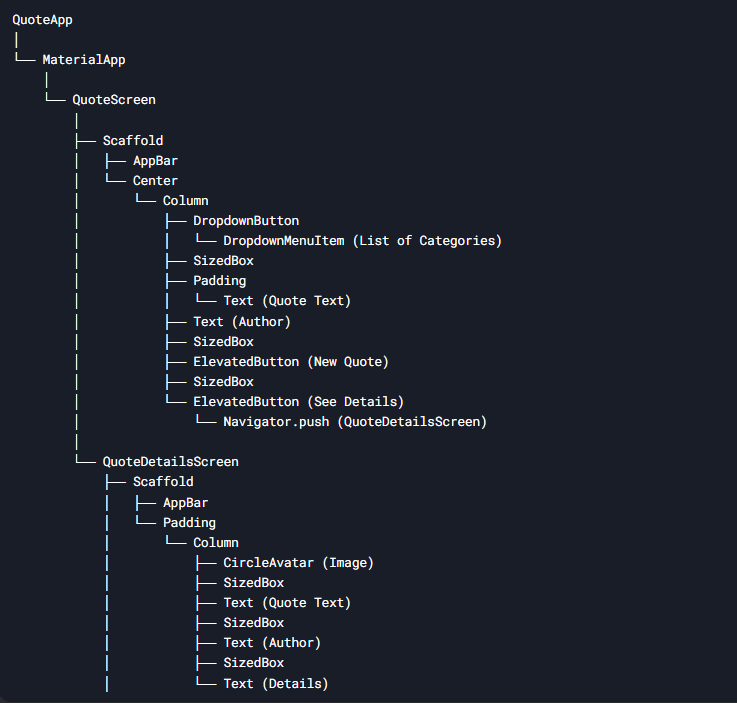 QuoteApp
│
└── MaterialApp
    │
    └── QuoteScreen
        │
        ├── Scaffold
        │   ├── AppBar
        │   └── Center
        │       └── Column
        │           ├── DropdownButton
        │           │   └── DropdownMenuItem (List of Categories)
        │           ├── SizedBox
        │           ├── Padding
        │           │   └── Text (Quote Text)
        │           ├── Text (Author)
        │           ├── SizedBox
        │           ├── ElevatedButton (New Quote)
        │           ├── SizedBox
        │           └── ElevatedButton (See Details)
        │               └── Navigator.push (QuoteDetailsScreen)
        │
        └── QuoteDetailsScreen
            ├── Scaffold
            │   ├── AppBar
            │   └── Padding
            │       └── Column
            │           ├── CircleAvatar (Image)
            │           ├── SizedBox
            │           ├── Text (Quote Text)
            │           ├── SizedBox
            │           ├── Text (Author)
            │           ├── SizedBox
            │           └── Text (Details)